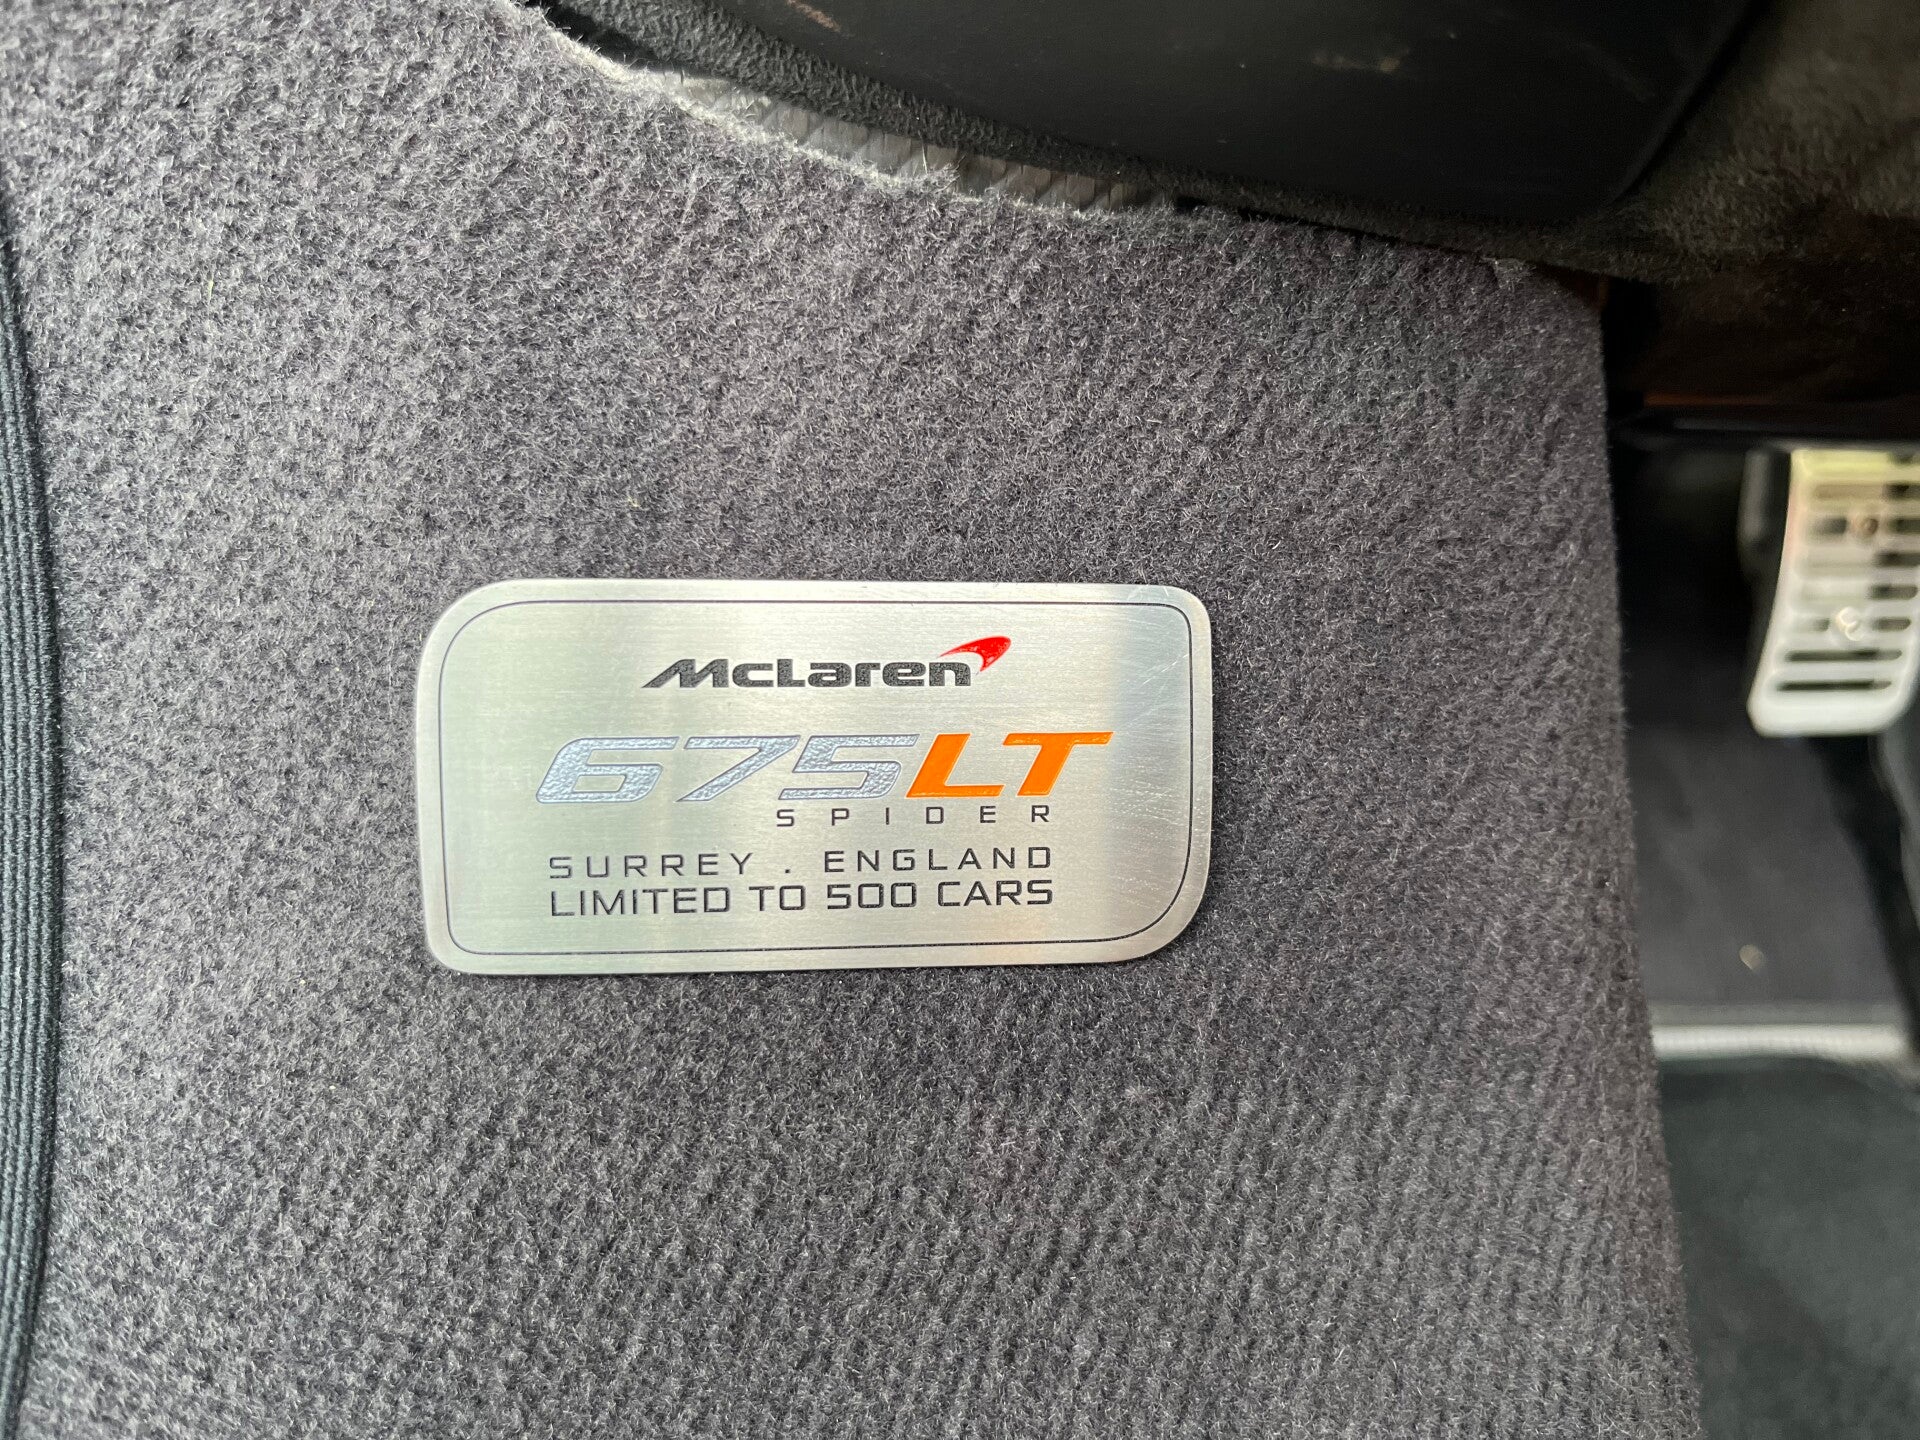 McLaren
675LT
SPIDER
SURREY . ENGLAND
LIMITED TO 500 CARS